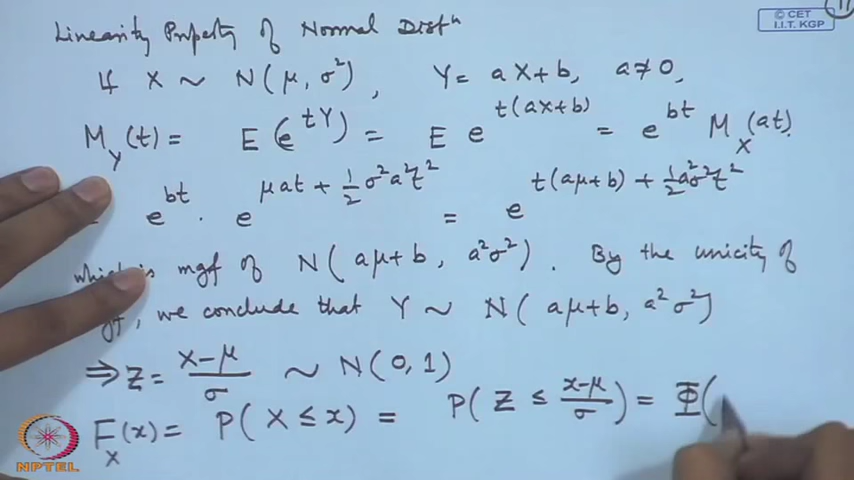 © CET
I.I.T. KGP
Linearity Property of Normal Distⁿ
If X ~ N(μ, σ²), Y = aX+b, a≠0,
M_Y(t) = E(e^{tY}) = E e^{t(aX+b)} = e^{bt} M_X(at).
e^{bt} · e^{μat + ½σ²a²t²} = e^{t(aμ+b) + ½a²σ²t²}
which is mgf of N(aμ+b, a²σ²). By the unicity of
gf, we conclude that Y ~ N(aμ+b, a²σ²)
⇒ Z = (X-μ)/σ ~ N(0,1)
F_X(x) = P(X ≤ x) = P(Z ≤ (x-μ)/σ) = Φ(
NPTEL